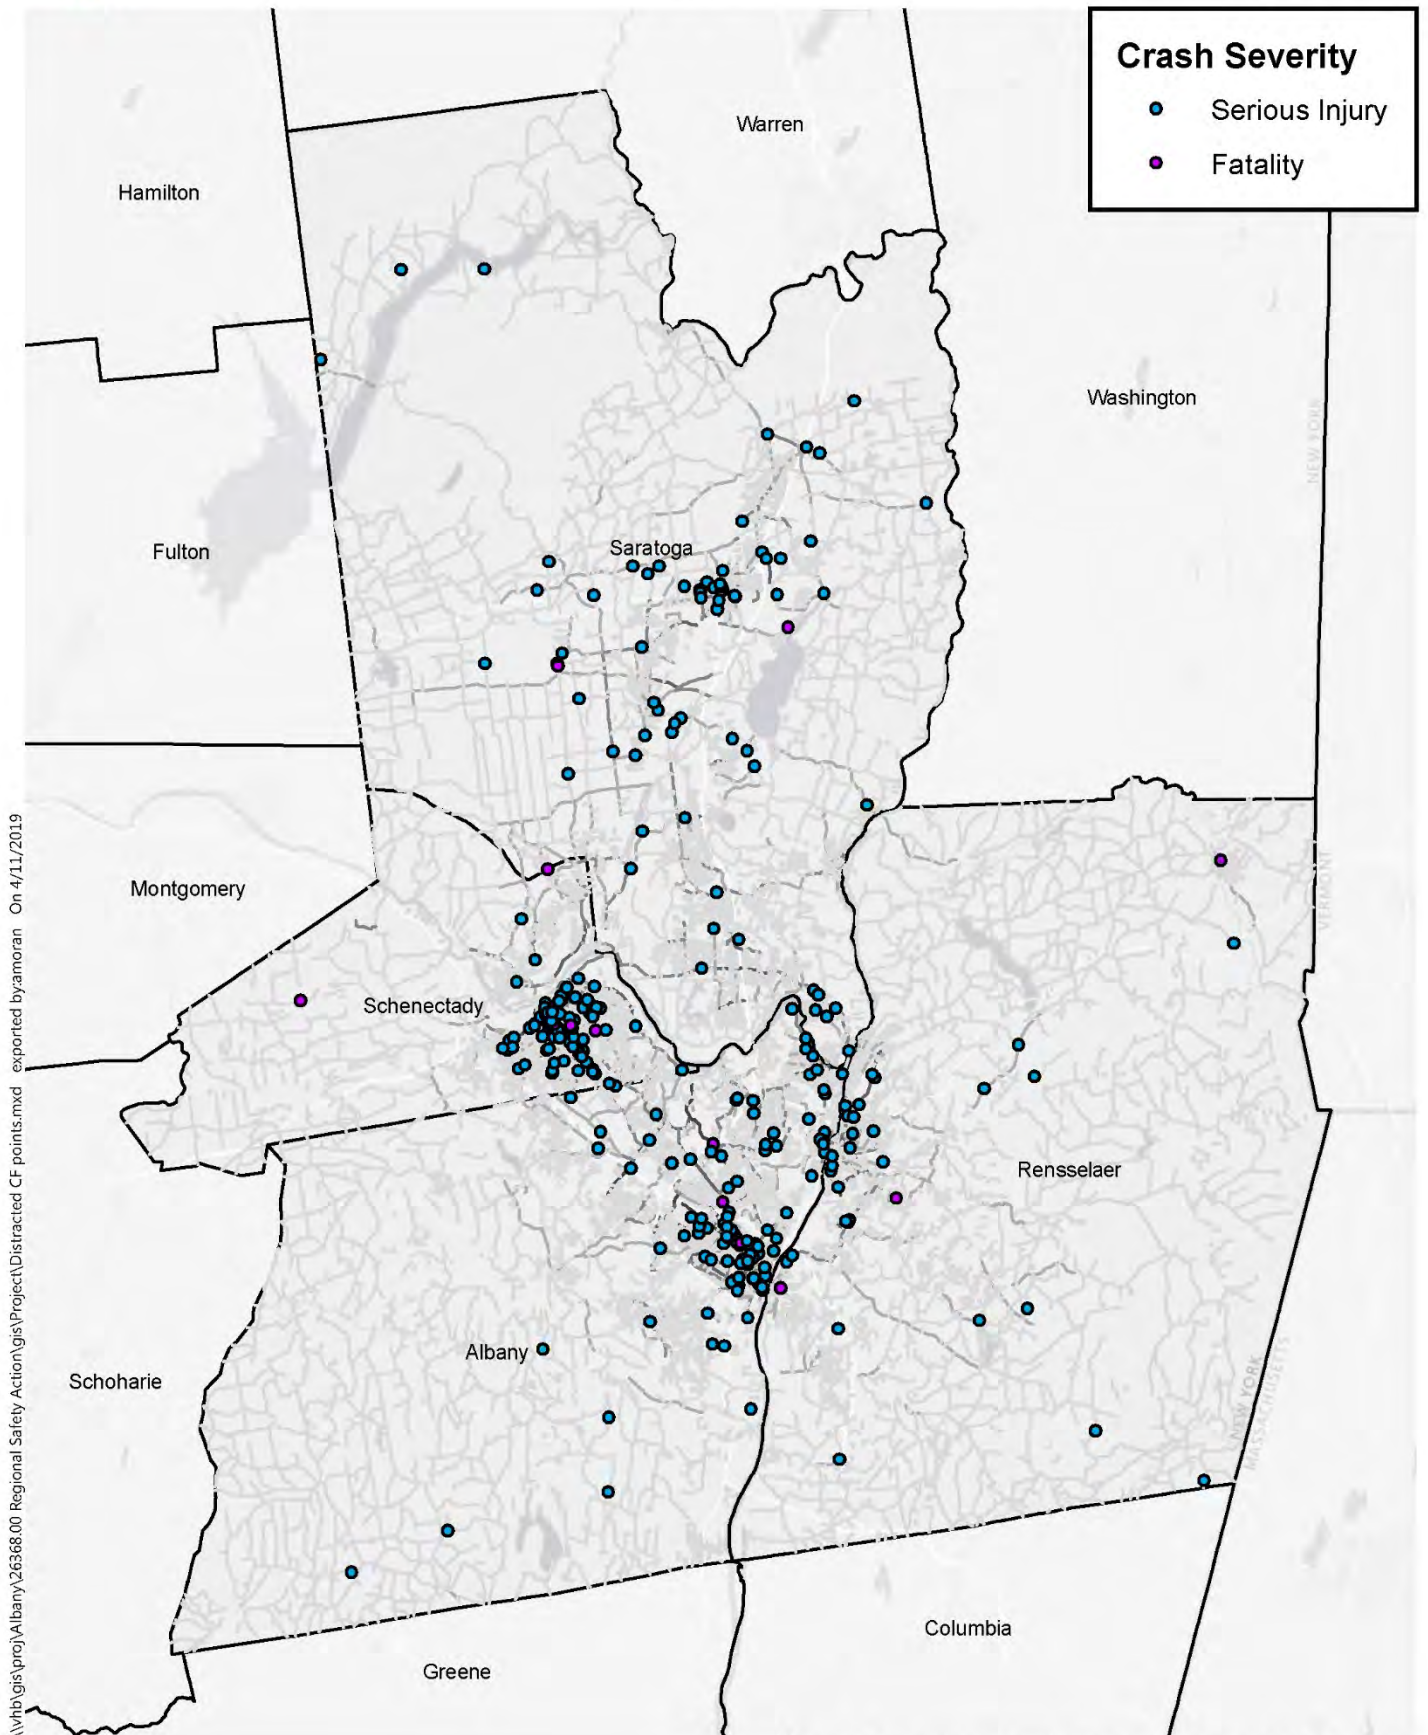 Crash Severity
Serious Injury
Fatality
Warren
Hamilton
Washington
NEW YORK
Fulton
Saratoga
Montgomery
VERMONT
Schenectady
Rensselaer
Albany
Schoharie
NEW YORK
MASSACHUSETTS
Columbia
Greene
\\vhb\gis\proj\Albany\26368.00 Regional Safety Action\gis\Project\Distracted CF points.mxd exported by:amoran On 4/11/2019